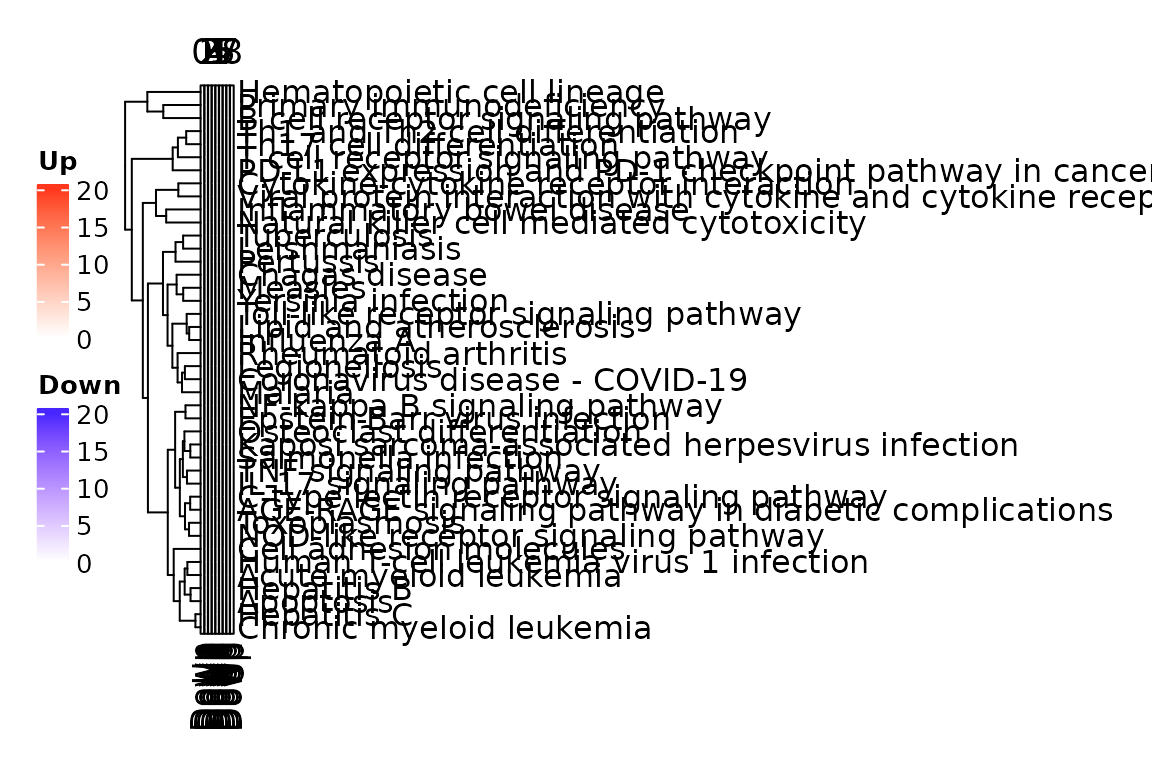 Up
20
15
10
5
0
Down
20
15
10
5
0
Hematopoietic cell lineage
Primary immunodeficiency
B cell receptor signaling pathway
Th1 and Th2 cell differentiation
Th17 cell differentiation
T cell receptor signaling pathway
PD-L1 expression and PD-1 checkpoint pathway in cancer
Cytokine-cytokine receptor interaction
Viral protein interaction with cytokine and cytokine recep
Inflammatory bowel disease
Natural killer cell mediated cytotoxicity
Tuberculosis
Leishmaniasis
Pertussis
Chagas disease
Measles
Yersinia infection
Toll-like receptor signaling pathway
Lipid and atherosclerosis
Influenza A
Rheumatoid arthritis
Legionellosis
Coronavirus disease - COVID-19
Malaria
NF-kappa B signaling pathway
Epstein-Barr virus infection
Osteoclast differentiation
Kaposi sarcoma-associated herpesvirus infection
Salmonella infection
TNF signaling pathway
IL-17 signaling pathway
C-type lectin receptor signaling pathway
AGE-RAGE signaling pathway in diabetic complications
Toxoplasmosis
NOD-like receptor signaling pathway
Cell adhesion molecules
Human T-cell leukemia virus 1 infection
Acute myeloid leukemia
Hepatitis B
Apoptosis
Hepatitis C
Chronic myeloid leukemia